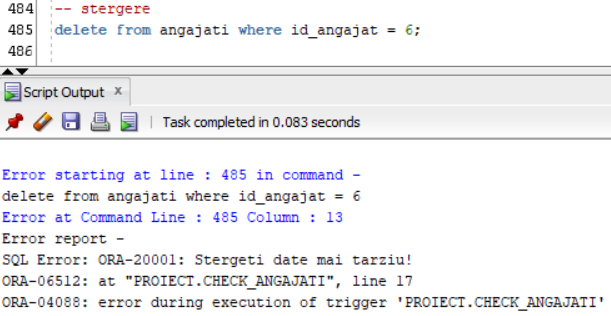 484 -- stergere
485 delete from angajati where id_angajat = 6;
486
Script Output x
Task completed in 0.083 seconds
Error starting at line : 485 in command -
delete from angajati where id_angajat = 6
Error at Command Line : 485 Column : 13
Error report -
SQL Error: ORA-20001: Stergeti date mai tarziu!
ORA-06512: at "PROIECT.CHECK_ANGAJATI", line 17
ORA-04088: error during execution of trigger 'PROIECT.CHECK_ANGAJATI'